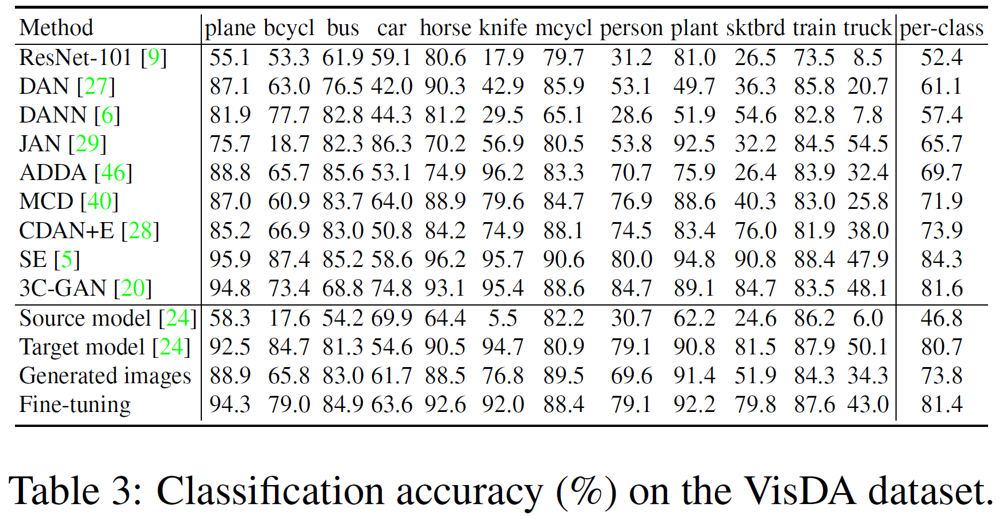 Method plane bcycl bus car horse knife mcycl person plant sktbrd train truck per-class
ResNet-101 [9] 55.1 53.3 61.9 59.1 80.6 17.9 79.7 31.2 81.0 26.5 73.5 8.5 52.4
DAN [27] 87.1 63.0 76.5 42.0 90.3 42.9 85.9 53.1 49.7 36.3 85.8 20.7 61.1
DANN [6] 81.9 77.7 82.8 44.3 81.2 29.5 65.1 28.6 51.9 54.6 82.8 7.8 57.4
JAN [29] 75.7 18.7 82.3 86.3 70.2 56.9 80.5 53.8 92.5 32.2 84.5 54.5 65.7
ADDA [46] 88.8 65.7 85.6 53.1 74.9 96.2 83.3 70.7 75.9 26.4 83.9 32.4 69.7
MCD [40] 87.0 60.9 83.7 64.0 88.9 79.6 84.7 76.9 88.6 40.3 83.0 25.8 71.9
CDAN+E [28] 85.2 66.9 83.0 50.8 84.2 74.9 88.1 74.5 83.4 76.0 81.9 38.0 73.9
SE [5] 95.9 87.4 85.2 58.6 96.2 95.7 90.6 80.0 94.8 90.8 88.4 47.9 84.3
3C-GAN [20] 94.8 73.4 68.8 74.8 93.1 95.4 88.6 84.7 89.1 84.7 83.5 48.1 81.6
Source model [24] 58.3 17.6 54.2 69.9 64.4 5.5 82.2 30.7 62.2 24.6 86.2 6.0 46.8
Target model [24] 92.5 84.7 81.3 54.6 90.5 94.7 80.9 79.1 90.8 81.5 87.9 50.1 80.7
Generated images 88.9 65.8 83.0 61.7 88.5 76.8 89.5 69.6 91.4 51.9 84.3 34.3 73.8
Fine-tuning 94.3 79.0 84.9 63.6 92.6 92.0 88.4 79.1 92.2 79.8 87.6 43.0 81.4
Table 3: Classification accuracy (%) on the VisDA dataset.